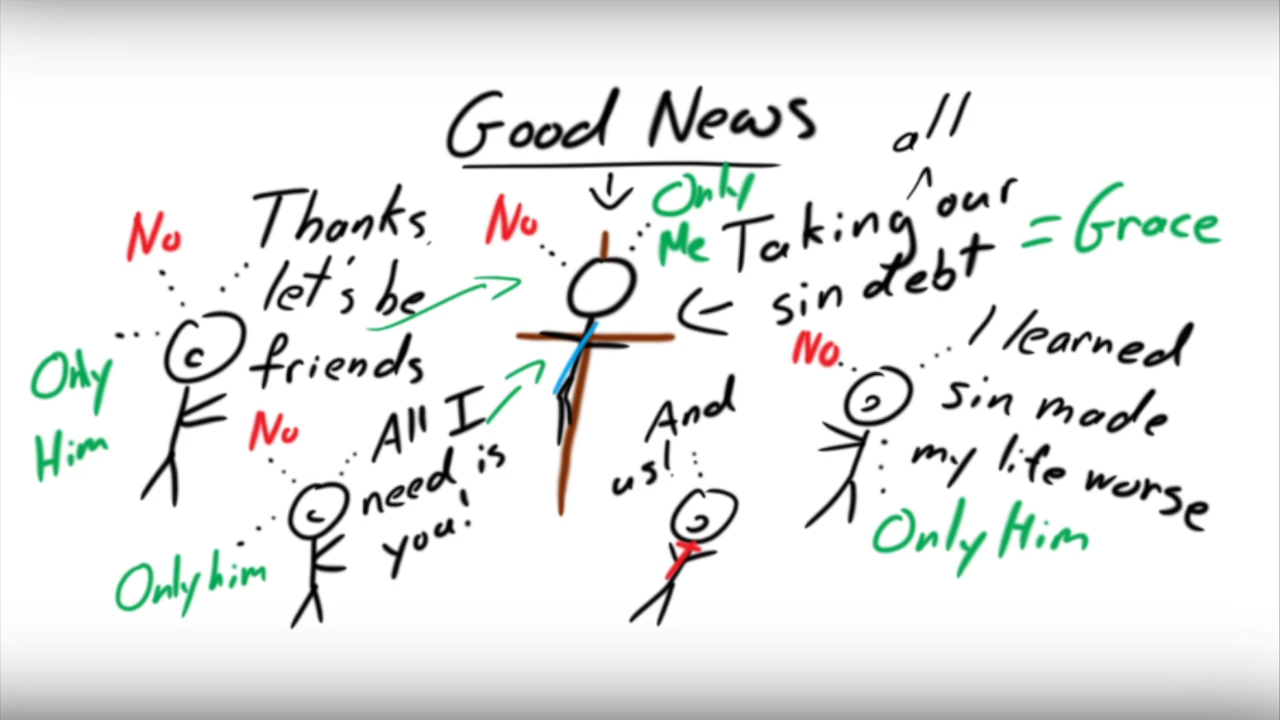 Good News
all
Taking our
sin debt
= Grace
No
Only
Me
No
Thanks
let's be
friends
Only
Him
No
All I
need is
you!
Only him
And
us!
No
I learned
sin made
my life worse
Only Him